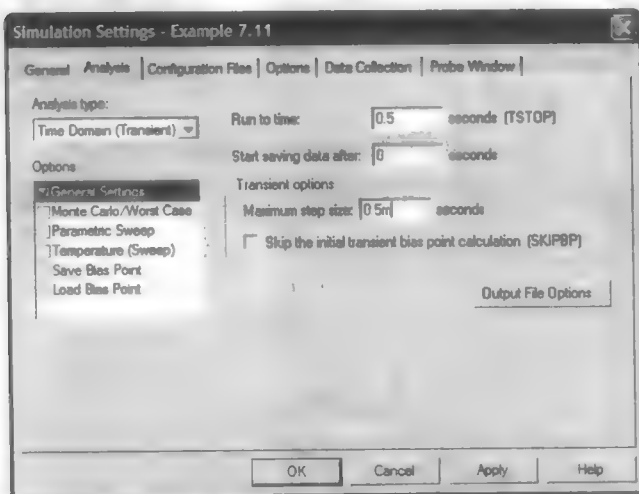 Simulation Settings - Example 7.11
General Analysis Configuration Files Options Data Collection Probe Window
Analysis type:
Time Domain (Transient)
Options
General Settings
Monte Carlo/Worst Case
Parametric Sweep
Temperature (Sweep)
Save Bias Point
Load Bias Point
Run to time: 0.5 seconds (TSTOP)
Start saving data after: 0 seconds
Transient options
Maximum step size: 0.5m seconds
Skip the initial transient bias point calculation (SKIPBP)
Output File Options
OK Cancel Apply Help